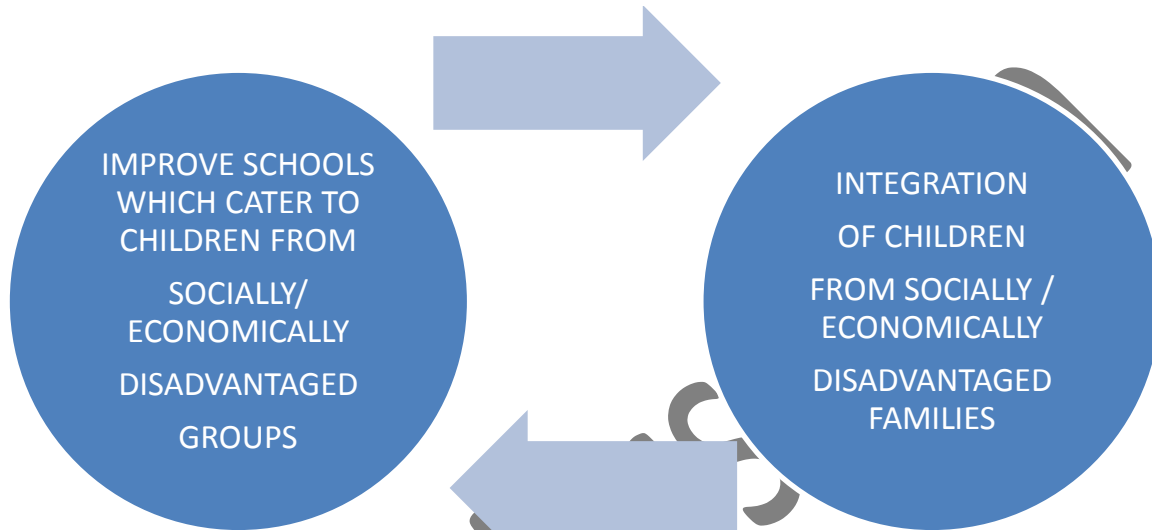 IMPROVE SCHOOLS
WHICH CATER TO
CHILDREN FROM
SOCIALLY/
ECONOMICALLY
DISADVANTAGED
GROUPS
INTEGRATION
OF CHILDREN
FROM SOCIALLY /
ECONOMICALLY
DISADVANTAGED
FAMILIES